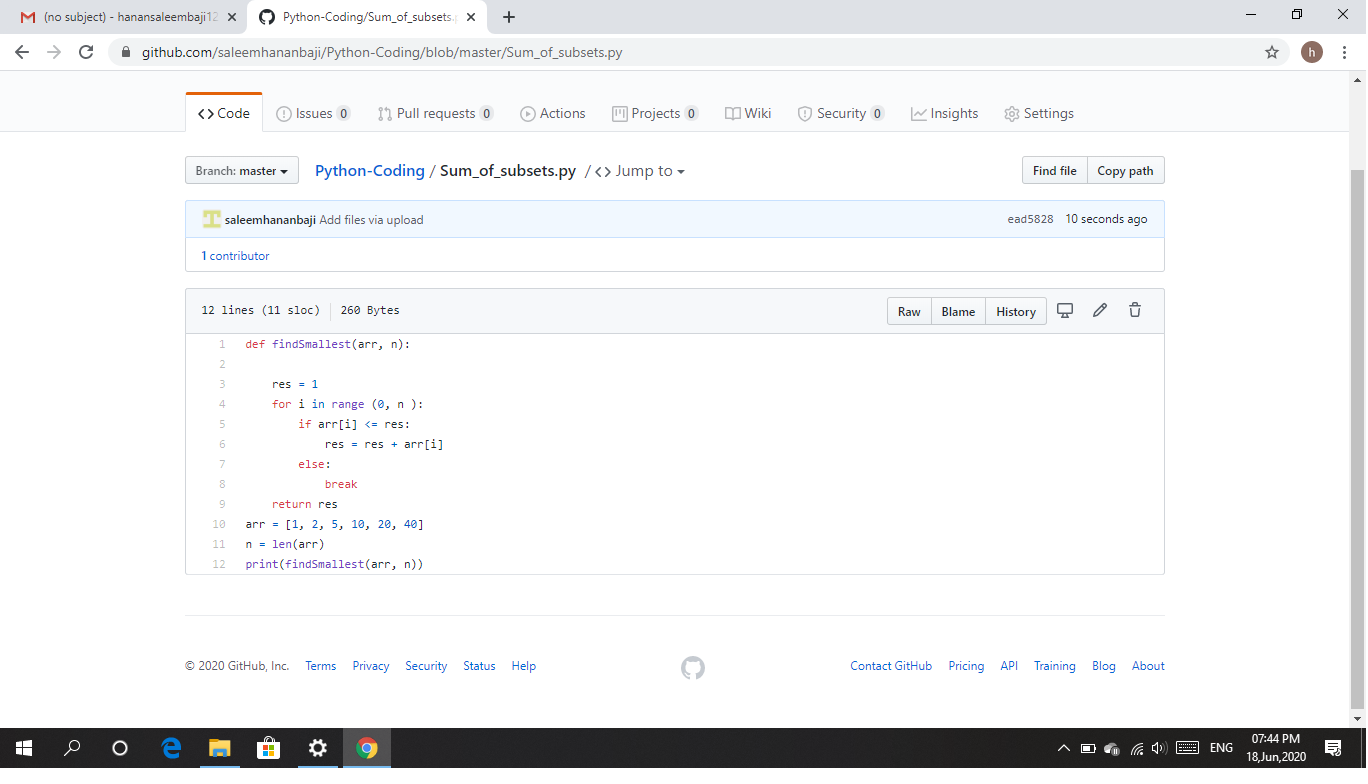 (no subject) - hanansaleembaji12
Python-Coding/Sum_of_subsets.
github.com/saleemhananbaji/Python-Coding/blob/master/Sum_of_subsets.py
h
Code Issues 0 Pull requests 0 Actions Projects 0 Wiki Security 0 Insights Settings
Branch: master Python-Coding / Sum_of_subsets.py / <> Jump to Find file Copy path
saleemhananbaji Add files via upload ead5828 10 seconds ago
1 contributor
12 lines (11 sloc) 260 Bytes Raw Blame History
1 def findSmallest(arr, n):
2
3     res = 1
4     for i in range (0, n ):
5         if arr[i] <= res:
6             res = res + arr[i]
7         else:
8             break
9     return res
10 arr = [1, 2, 5, 10, 20, 40]
11 n = len(arr)
12 print(findSmallest(arr, n))
© 2020 GitHub, Inc. Terms Privacy Security Status Help Contact GitHub Pricing API Training Blog About
ENG
07:44 PM
18,Jun,2020